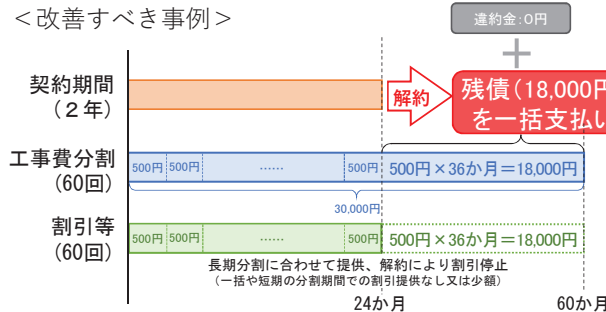 ＜改善すべき事例＞
違約金：0円
＋
契約期間
（２年）
解約
残債（18,000円
を一括支払い
工事費分割
（60回）
500円 500円 …… 500円 500円×36か月＝18,000円
30,000円
割引等
（60回）
500円 500円 …… 500円 500円×36か月＝18,000円
長期分割に合わせて提供、解約により割引停止
（一括や短期の分割期間での割引提供なし又は少額）
24か月 60か月